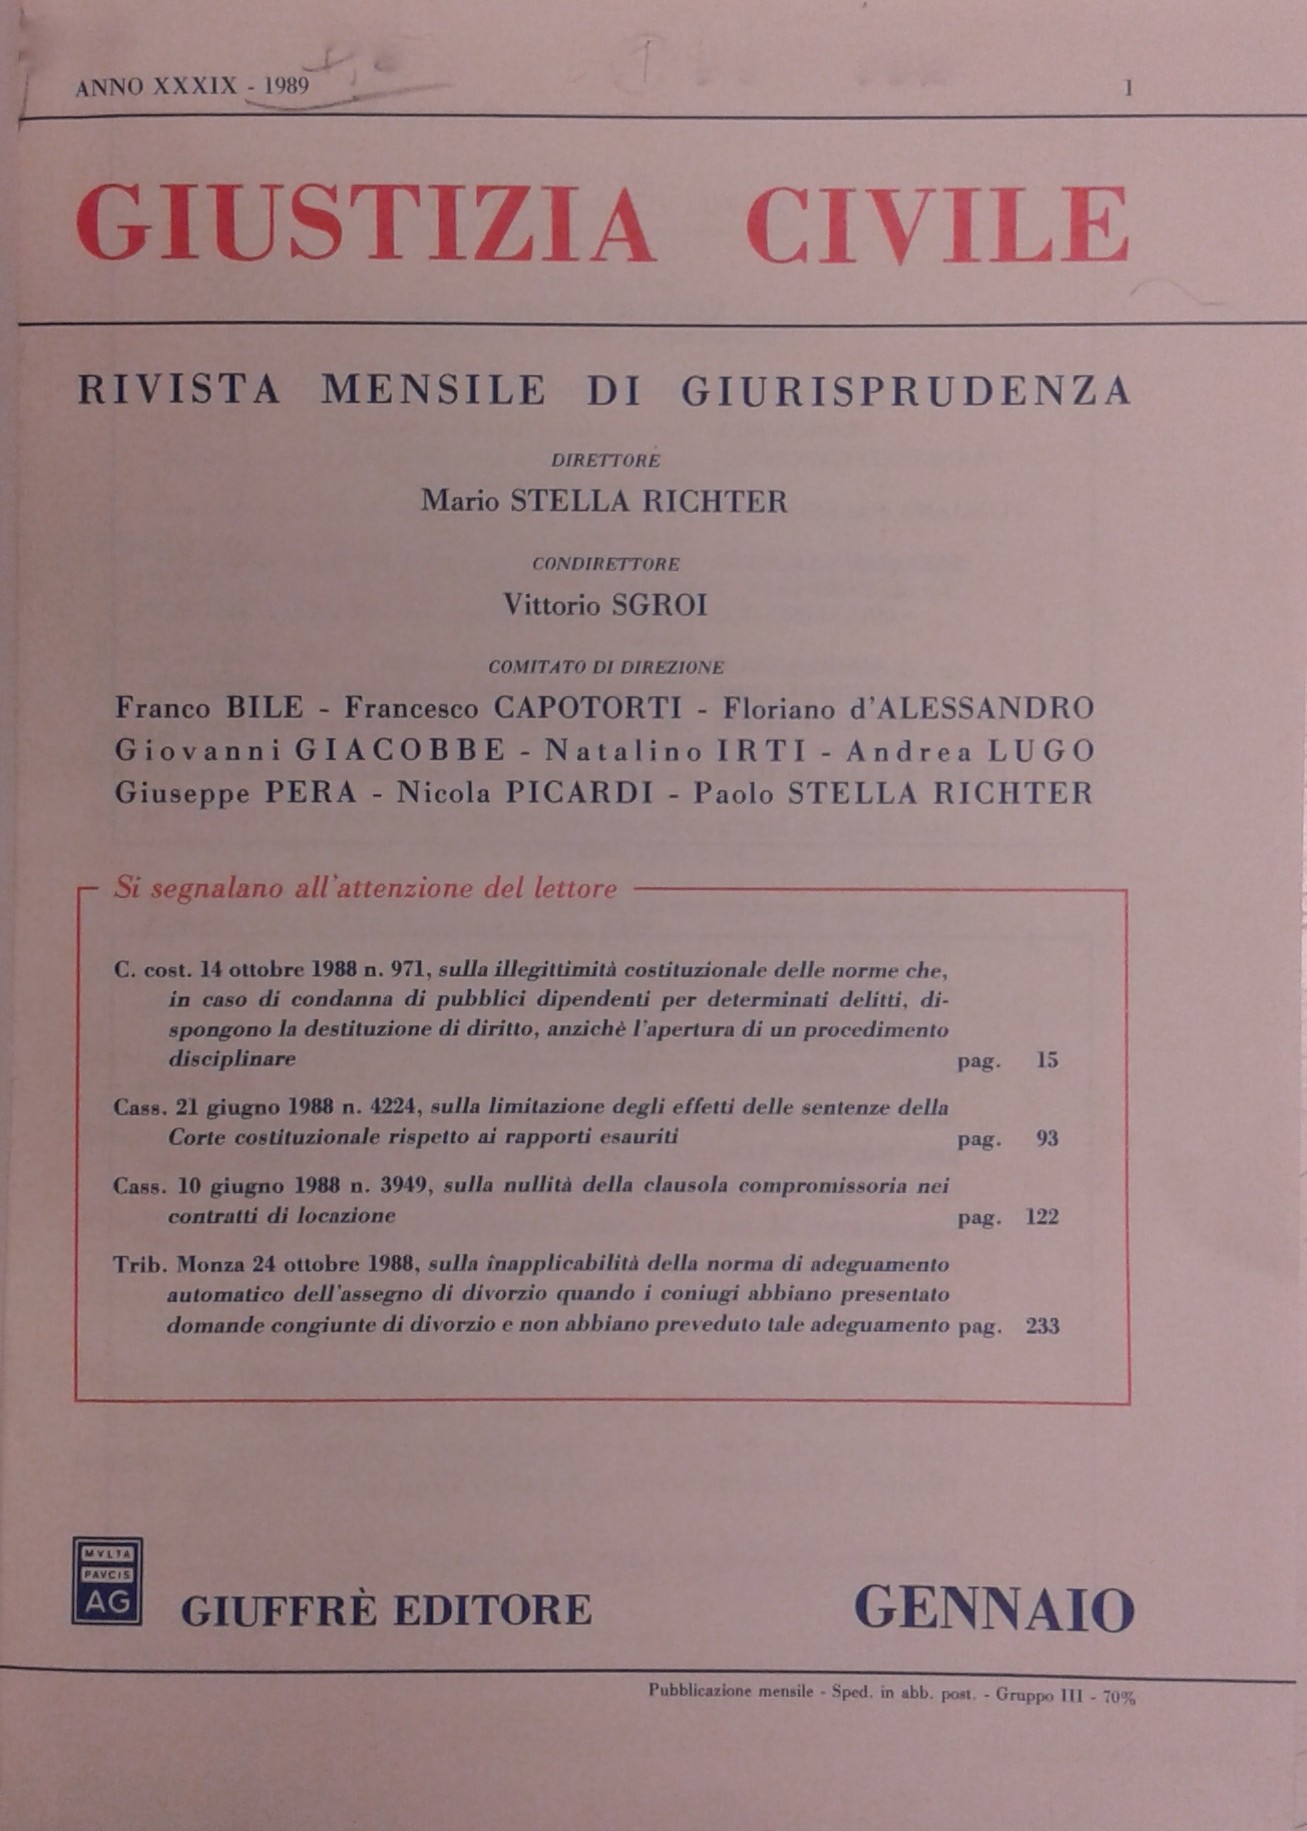 ANNO XXXIX - 1989 1
GIUSTIZIA CIVILE
RIVISTA MENSILE DI GIURISPRUDENZA
DIRETTORE
Mario STELLA RICHTER
CONDIRETTORE
Vittorio SGROI
COMITATO DI DIREZIONE
Franco BILE - Francesco CAPOTORTI - Floriano d'ALESSANDRO
Giovanni GIACOBBE - Natalino IRTI - Andrea LUGO
Giuseppe PERA - Nicola PICARDI - Paolo STELLA RICHTER
Si segnalano all'attenzione del lettore
C. cost. 14 ottobre 1988 n. 971, sulla illegittimità costituzionale delle norme che,
in caso di condanna di pubblici dipendenti per determinati delitti, di-
spongono la destituzione di diritto, anzichè l'apertura di un procedimento
disciplinare pag. 15
Cass. 21 giugno 1988 n. 4224, sulla limitazione degli effetti delle sentenze della
Corte costituzionale rispetto ai rapporti esauriti pag. 93
Cass. 10 giugno 1988 n. 3949, sulla nullità della clausola compromissoria nei
contratti di locazione pag. 122
Trib. Monza 24 ottobre 1988, sulla inapplicabilità della norma di adeguamento
automatico dell'assegno di divorzio quando i coniugi abbiano presentato
domande congiunte di divorzio e non abbiano preveduto tale adeguamento pag. 233
MVLTA
PAVCIS
AG
GIUFFRÈ EDITORE GENNAIO
Pubblicazione mensile - Sped. in abb. post. - Gruppo III - 70%